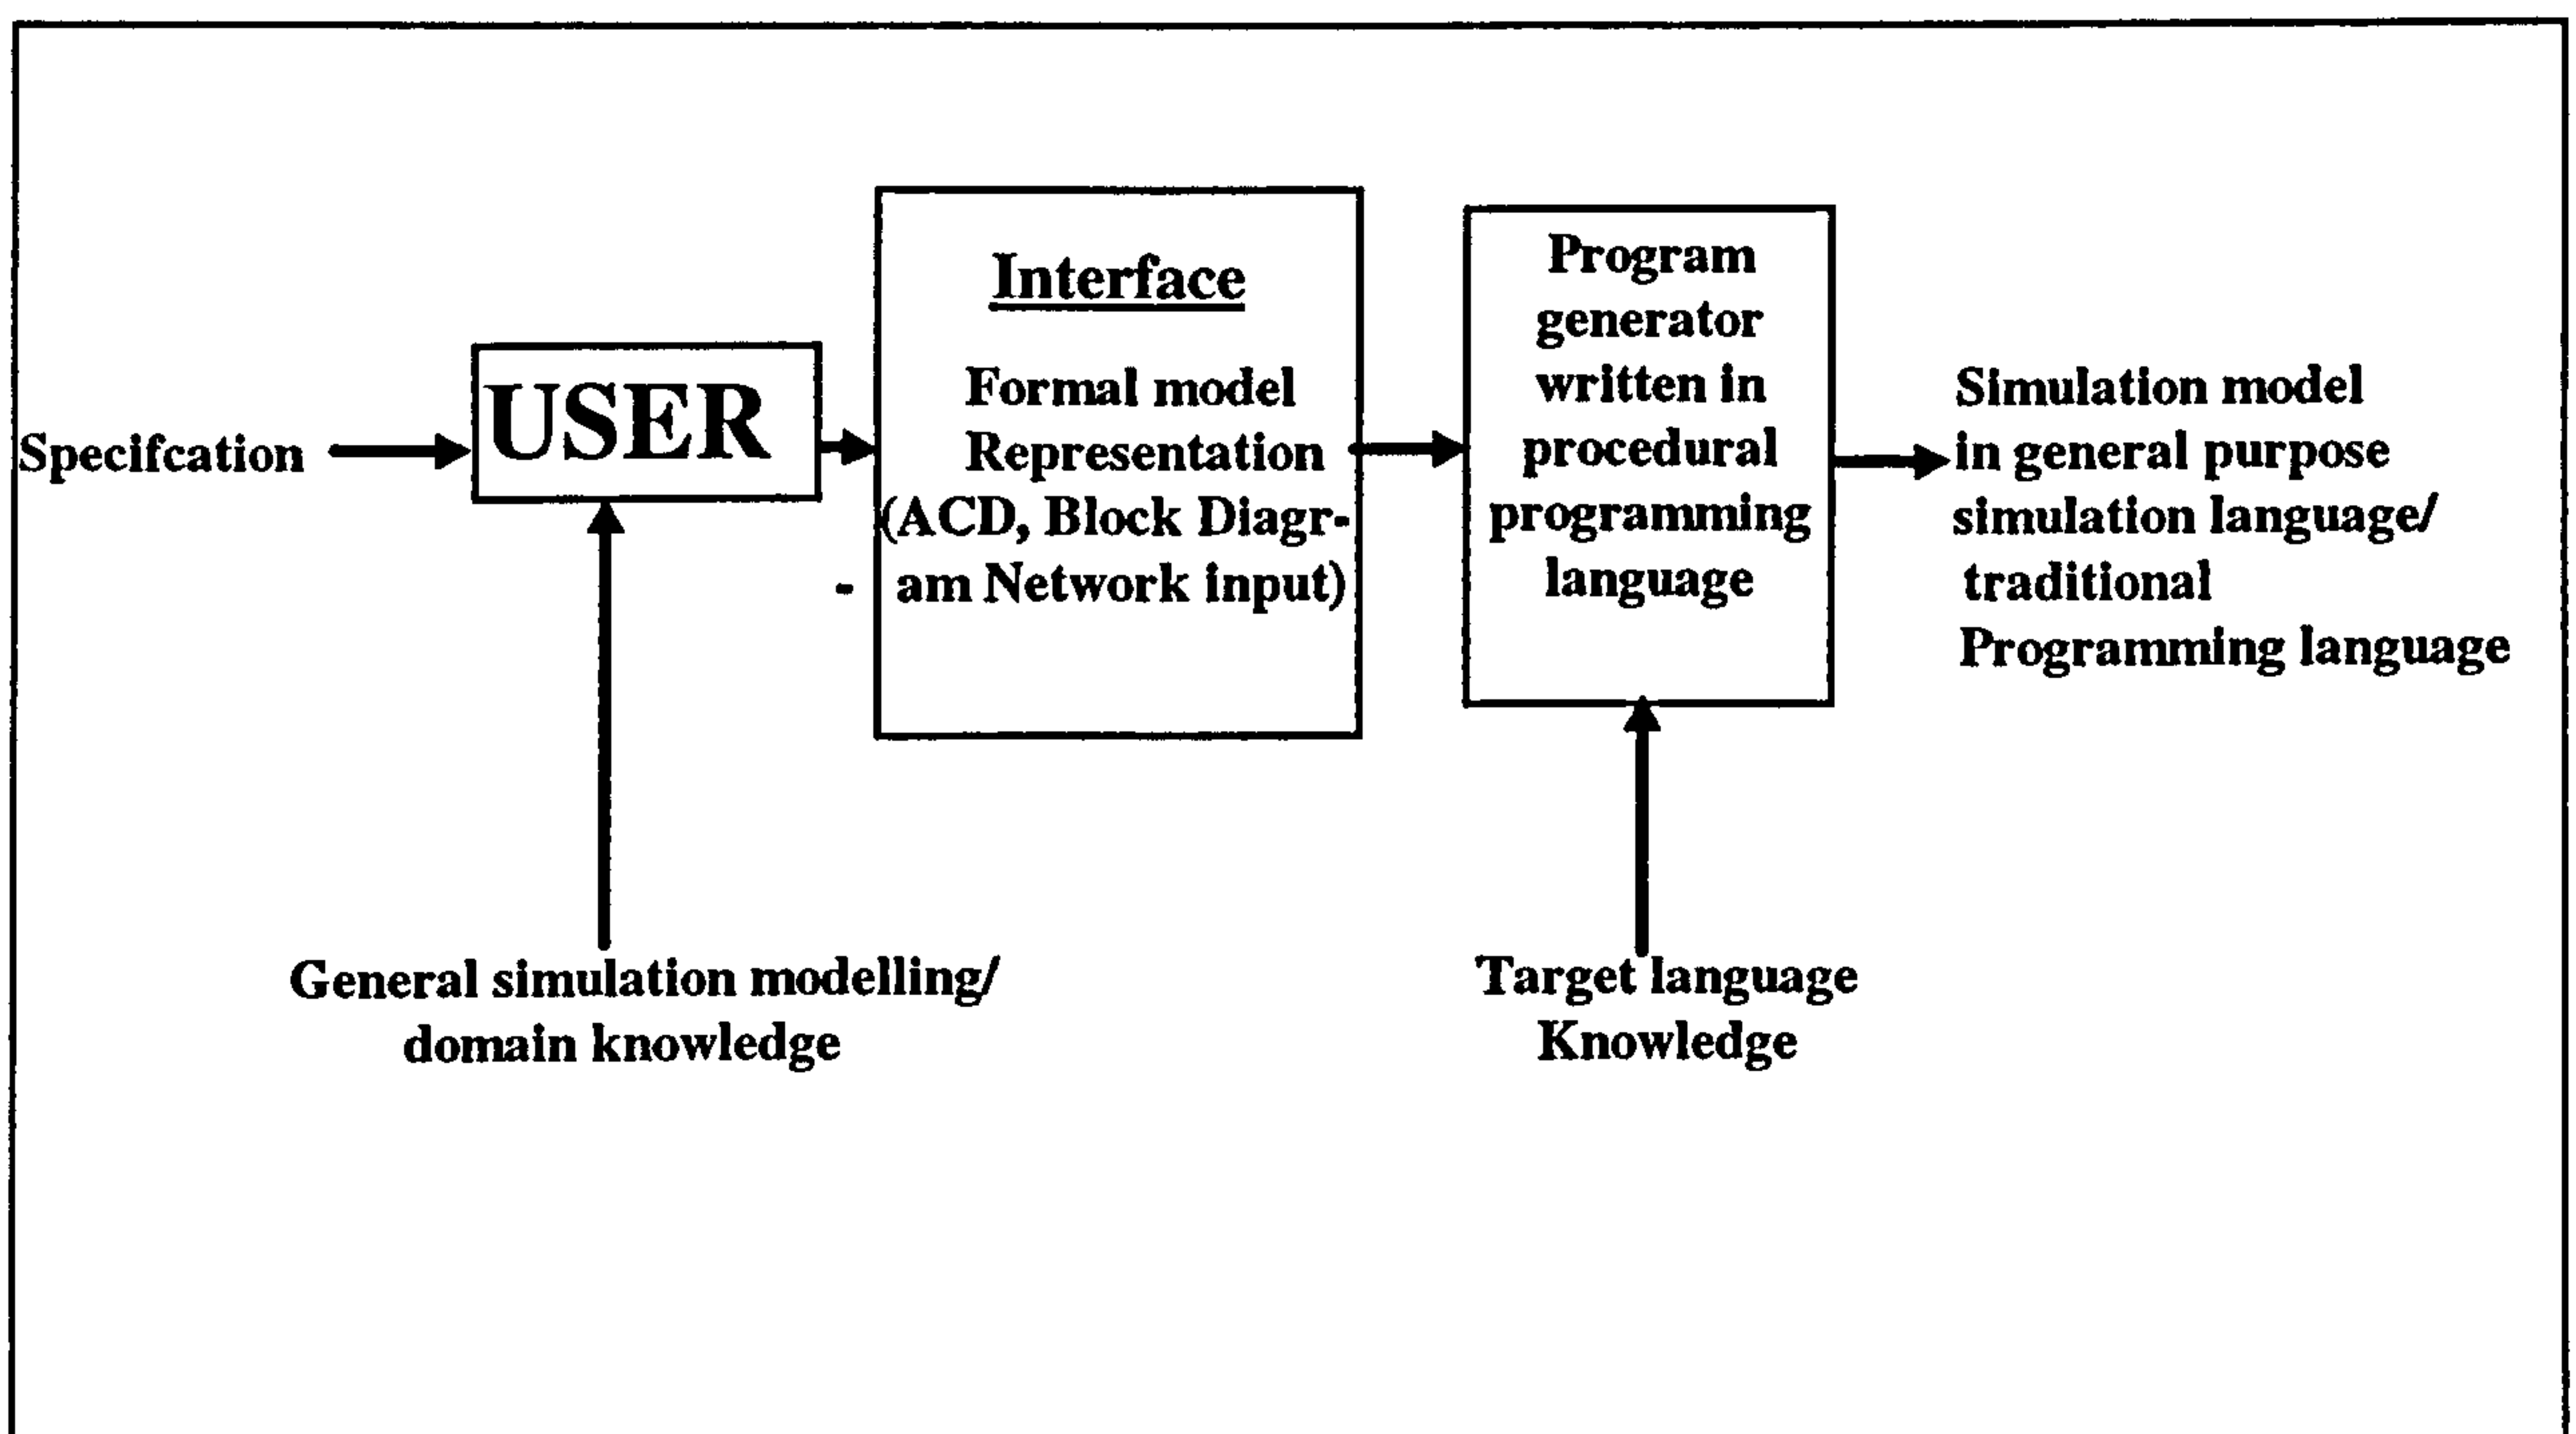 Specifcation
USER
Interface
Formal model
Representation
(ACD, Block Diagr-
- am Network input)
Program
generator
written in
procedural
programming
language
Simulation model
in general purpose
simulation language/
traditional
Programming language
General simulation modelling/
domain knowledge
Target language
Knowledge